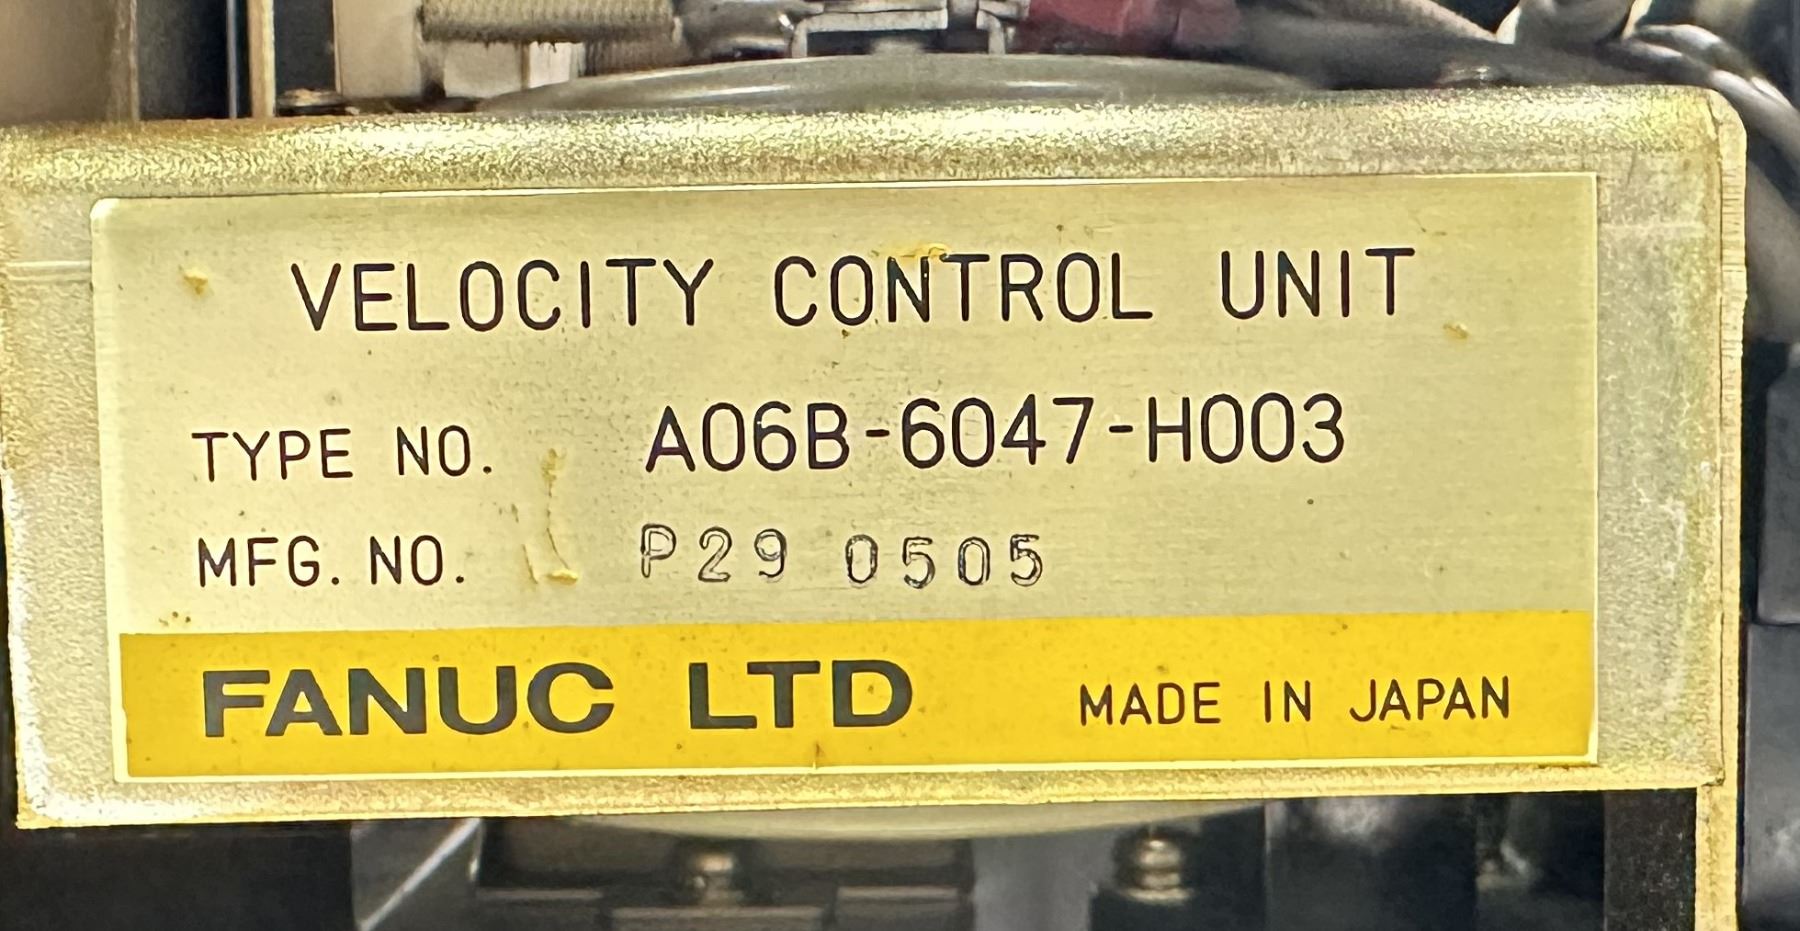 VELOCITY CONTROL UNIT
TYPE NO. A06B-6047-H003
MFG. NO. P29 0505
FANUC LTD MADE IN JAPAN